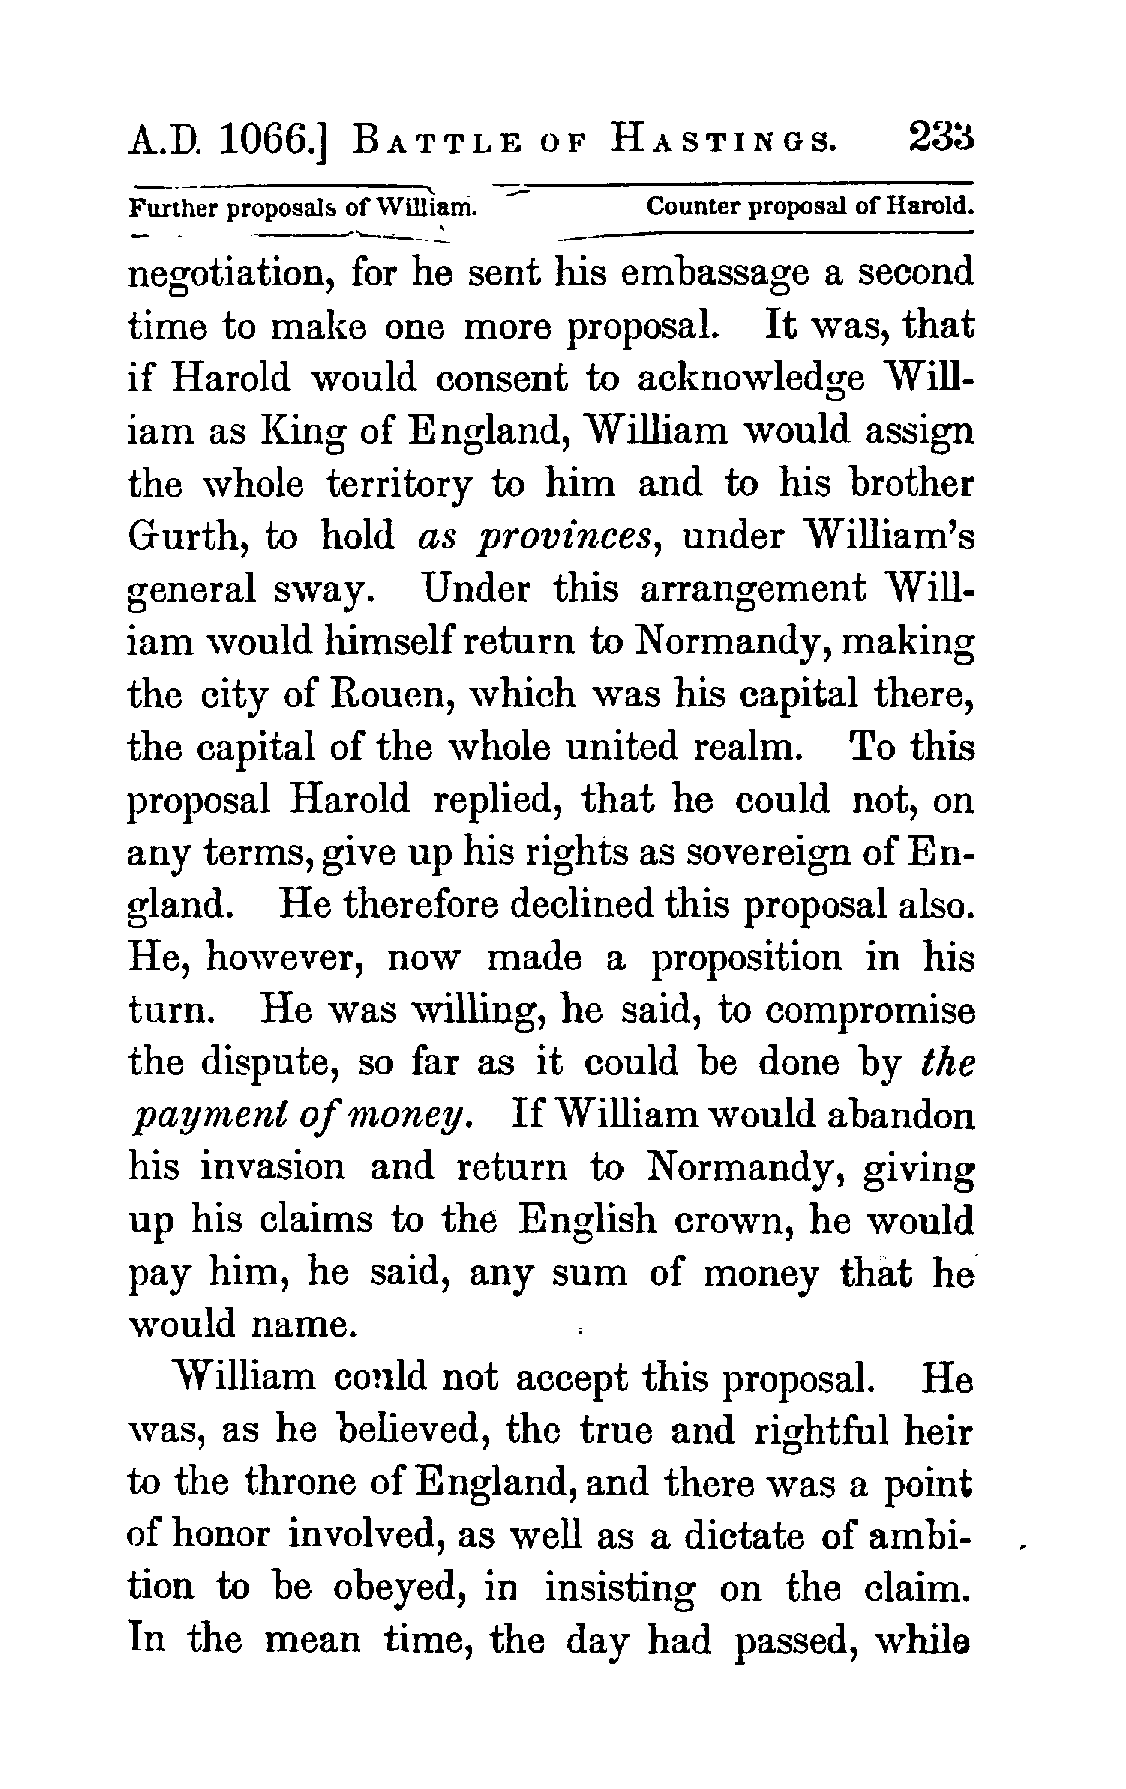 A.D. 1066.] BATTLE OF HASTINGS. 233
Further proposals of William. Counter proposal of Harold.
negotiation, for he sent his embassage a second
time to make one more proposal. It was, that
if Harold would consent to acknowledge Will-
iam as King of England, William would assign
the whole territory to him and to his brother
Gurth, to hold as provinces, under William's
general sway. Under this arrangement Will-
iam would himself return to Normandy, making
the city of Rouen, which was his capital there,
the capital of the whole united realm. To this
proposal Harold replied, that he could not, on
any terms, give up his rights as sovereign of En-
gland. He therefore declined this proposal also.
He, however, now made a proposition in his
turn. He was willing, he said, to compromise
the dispute, so far as it could be done by the
payment of money. If William would abandon
his invasion and return to Normandy, giving
up his claims to the English crown, he would
pay him, he said, any sum of money that he
would name.
William could not accept this proposal. He
was, as he believed, the true and rightful heir
to the throne of England, and there was a point
of honor involved, as well as a dictate of ambi-
tion to be obeyed, in insisting on the claim.
In the mean time, the day had passed, while